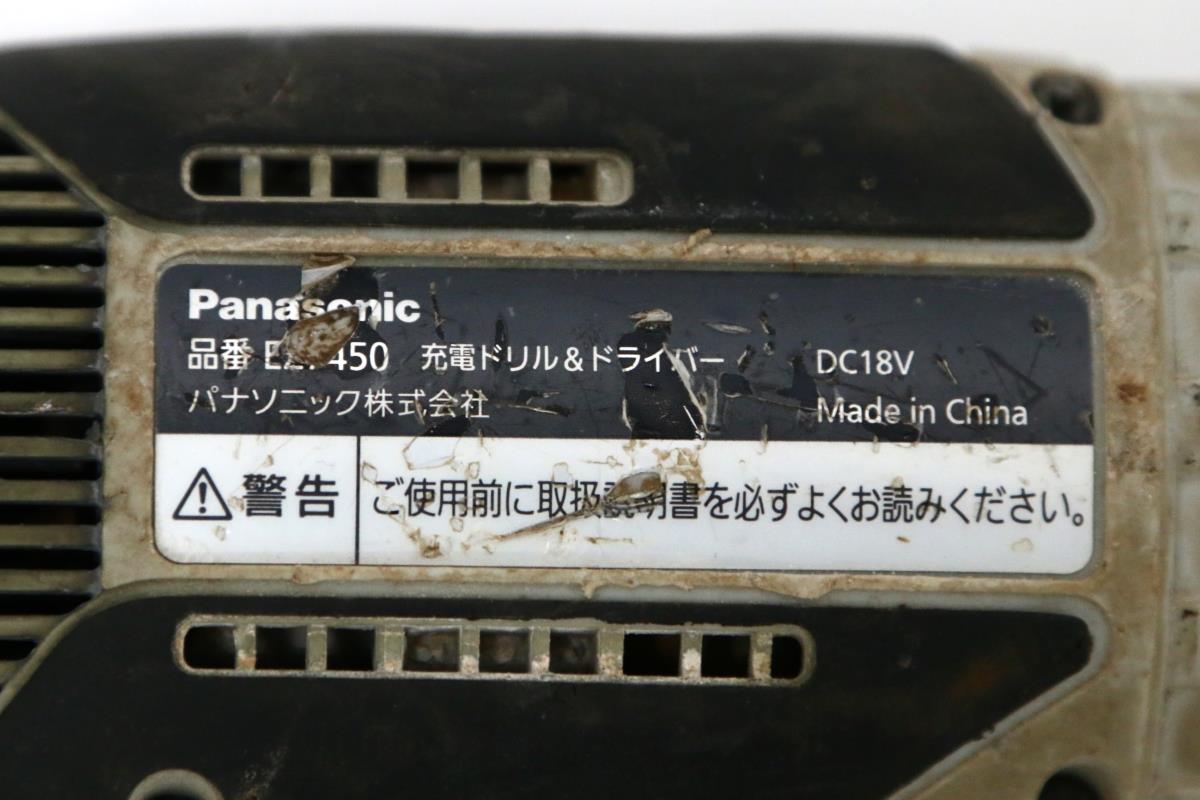 Panasonic
品番 450 充電ドリル&ドライバー DC18V
パナソニック株式会社 Made in China
警告 ご使用前に取扱説明書を必ずよくお読みください。